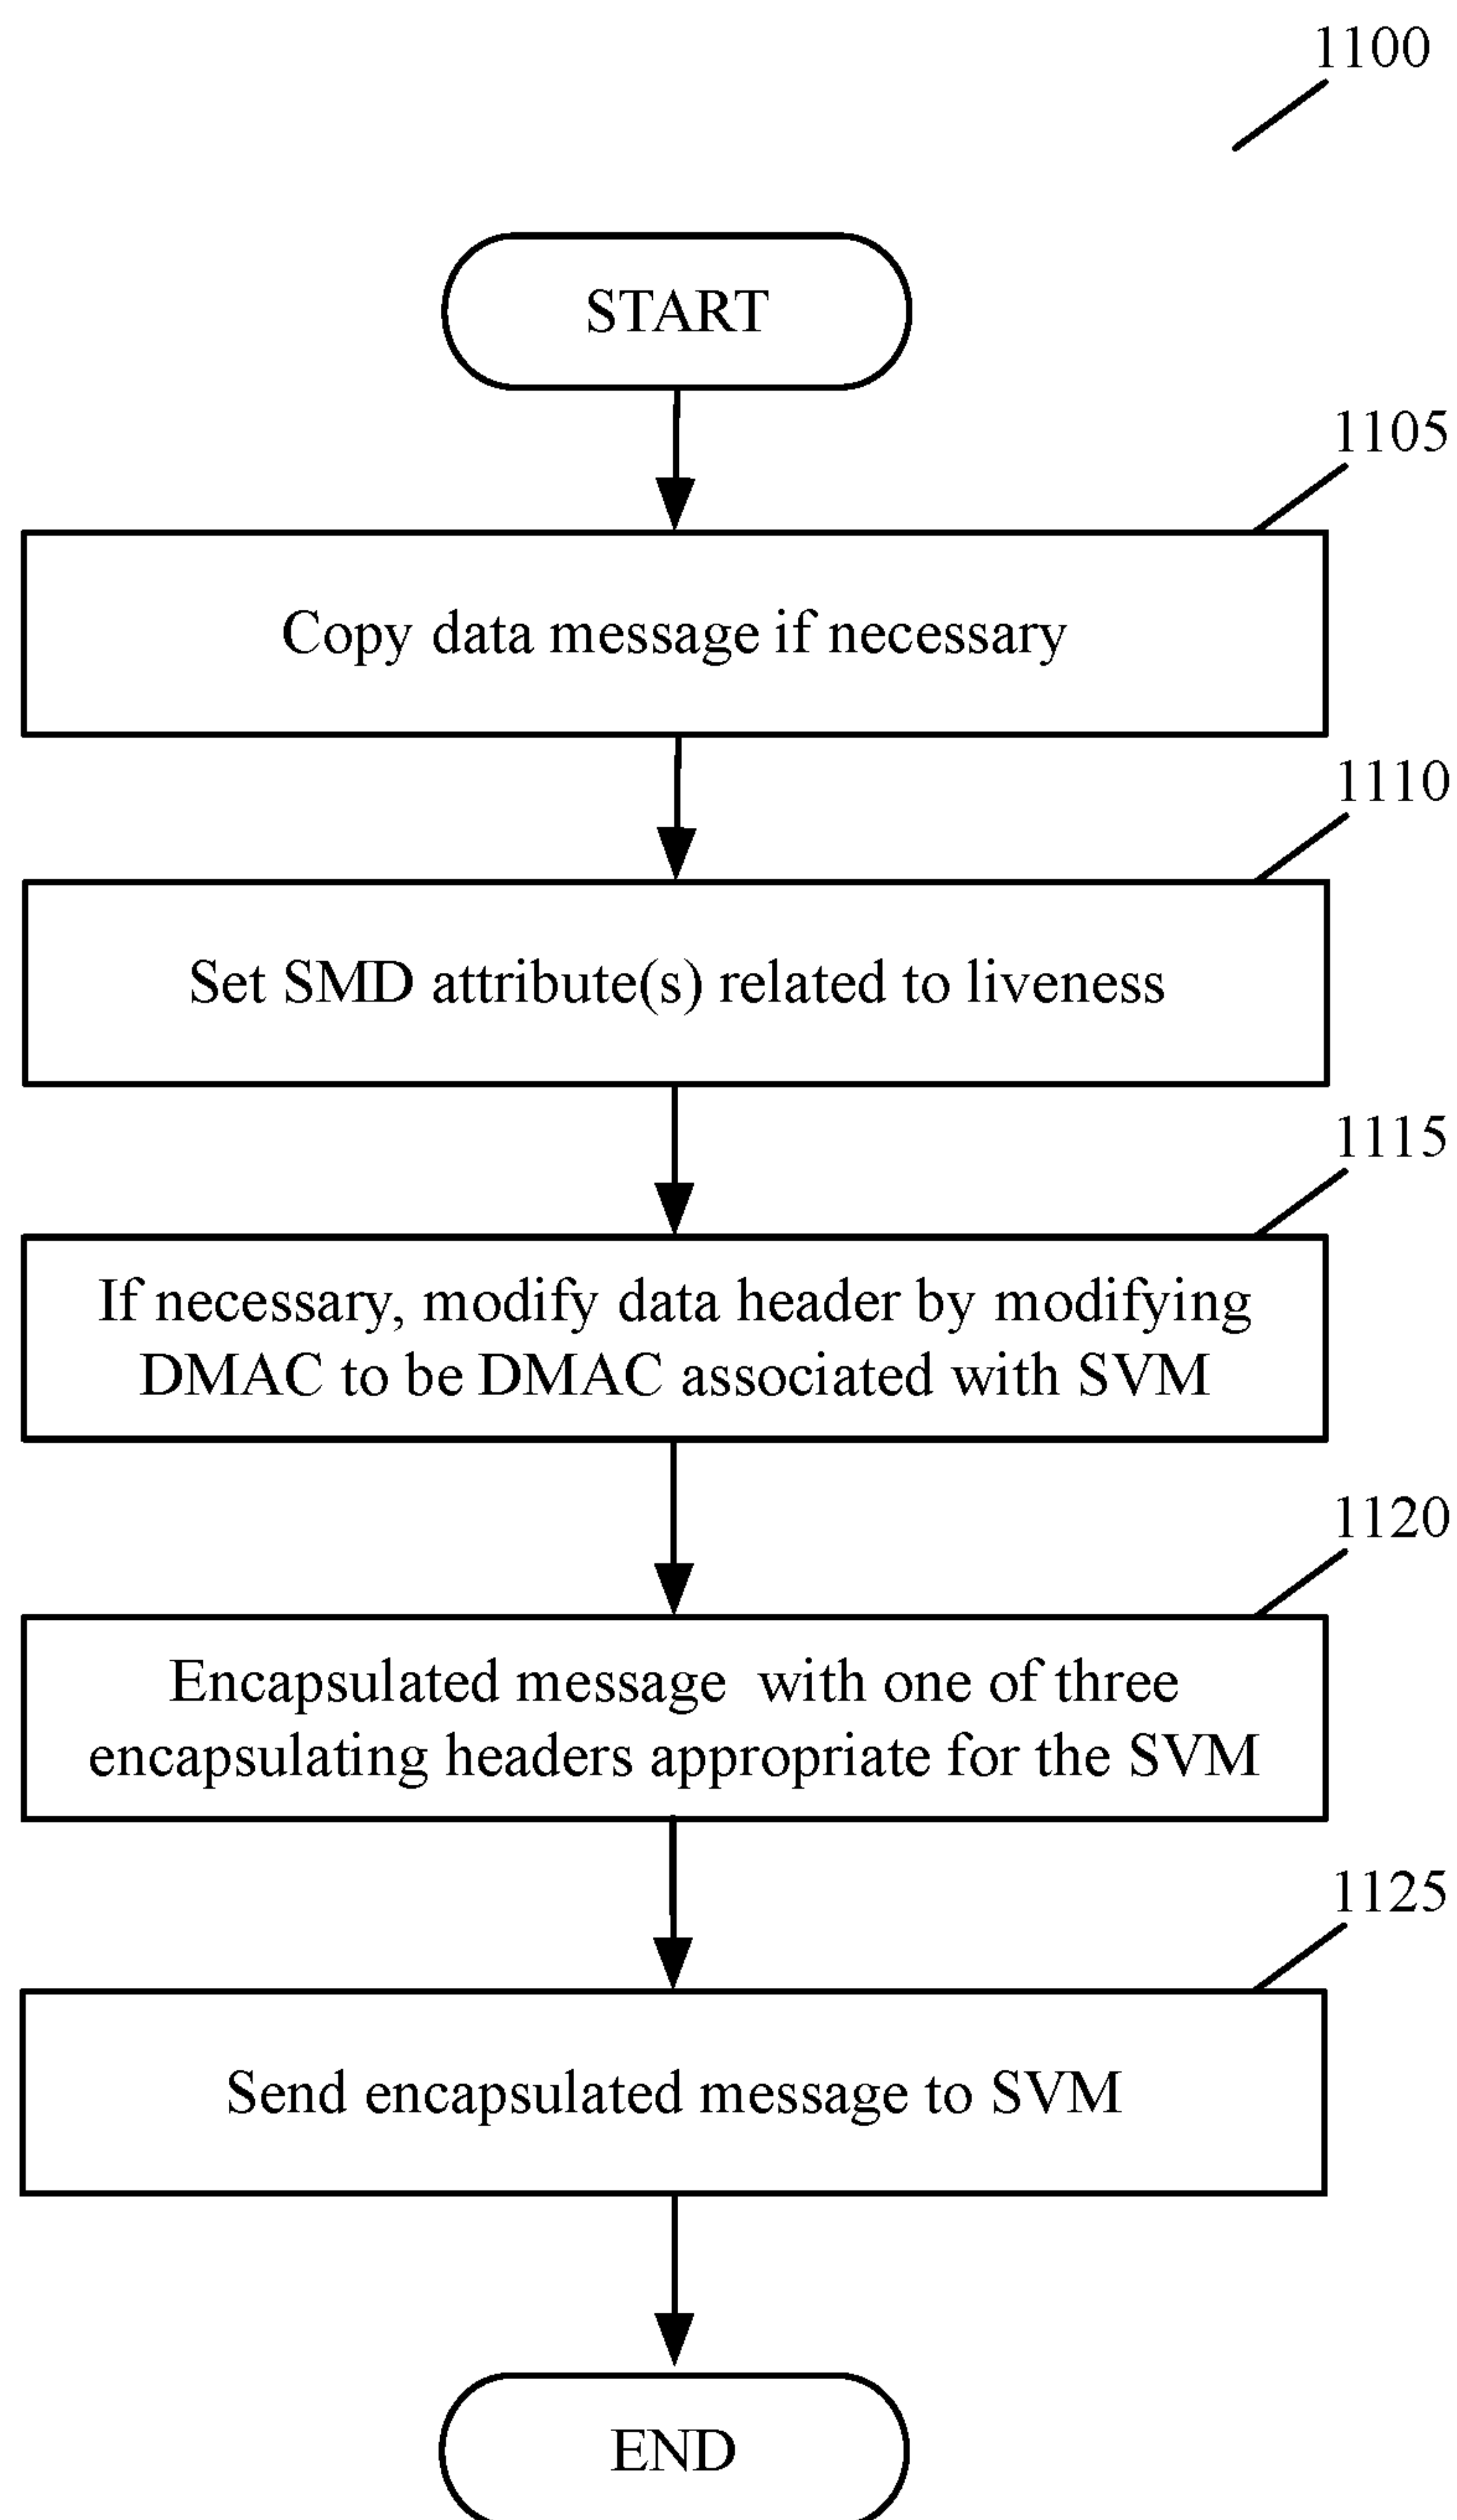 1100
START
1105
Copy data message if necessary
1110
Set SMD attribute(s) related to liveness
1115
If necessary, modify data header by modifying
DMAC to be DMAC associated with SVM
1120
Encapsulated message with one of three
encapsulating headers appropriate for the SVM
1125
Send encapsulated message to SVM
END